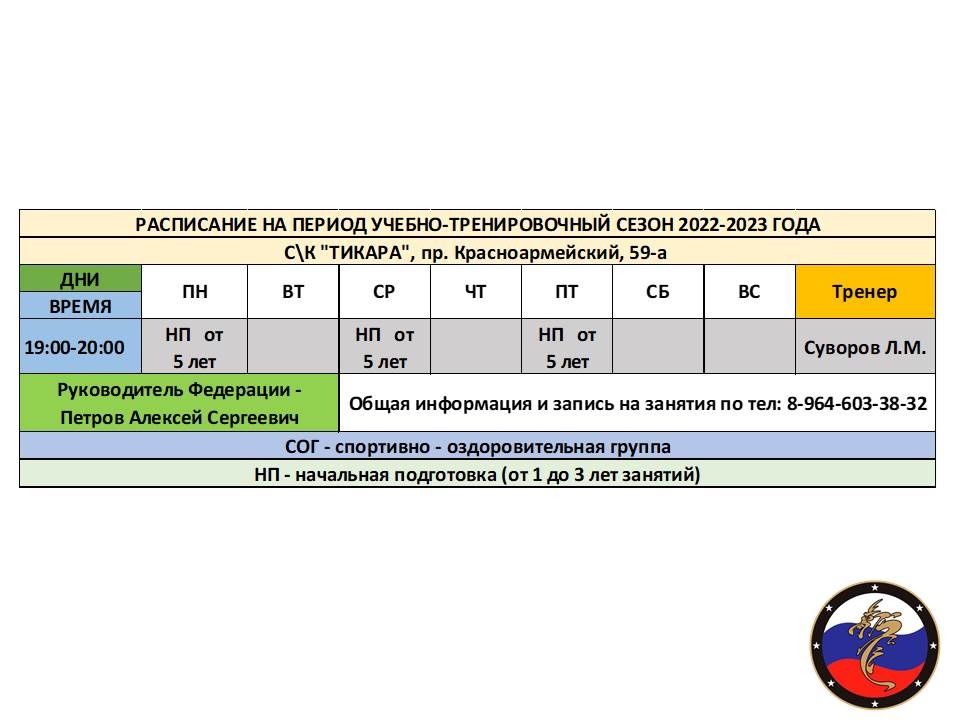 РАСПИСАНИЕ НА ПЕРИОД УЧЕБНО-ТРЕНИРОВОЧНЫЙ СЕЗОН 2022-2023 ГОДА
С\К "ТИКАРА", пр. Красноармейский, 59-а
ДНИ
ВРЕМЯ
ПН ВТ СР ЧТ ПТ СБ ВС Тренер
19:00-20:00
НП от
5 лет
НП от
5 лет
НП от
5 лет
Суворов Л.М.
Руководитель Федерации -
Петров Алексей Сергеевич
Общая информация и запись на занятия по тел: 8-964-603-38-32
СОГ - спортивно - оздоровительная группа
НП - начальная подготовка (от 1 до 3 лет занятий)